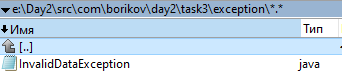 e:\Day2\src\com\borikov\day2\task3\exception\*.*
Имя Тип
[..]
InvalidDataException java